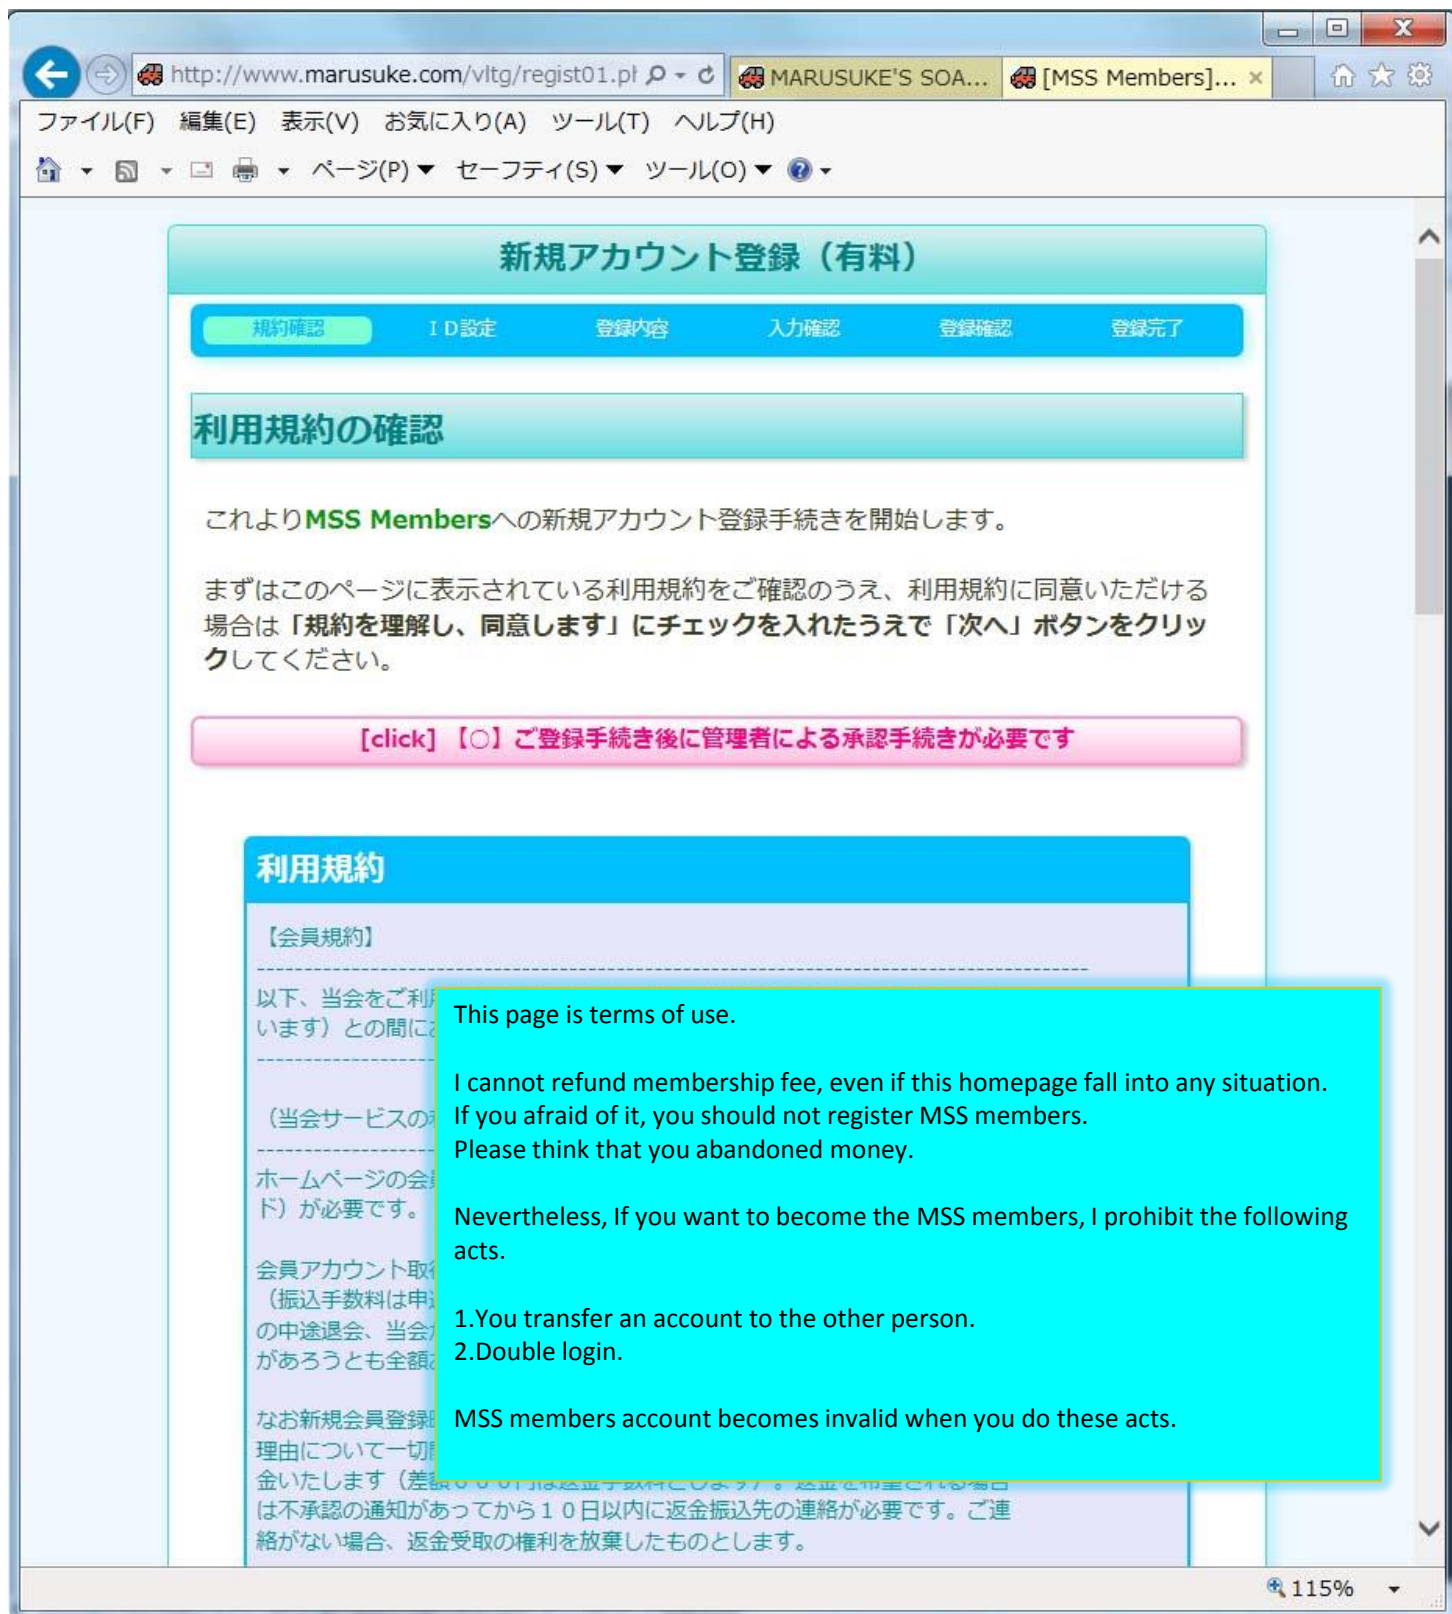 http://www.marusuke.com/vltg/regist01.pl
MARUSUKE'S SOA...
[MSS Members]...
ファイル(F) 編集(E) 表示(V) お気に入り(A) ツール(T) ヘルプ(H)
ページ(P) セーフティ(S) ツール(O)
新規アカウント登録（有料）
規約確認 ＩＤ設定 登録内容 入力確認 登録確認 登録完了
利用規約の確認
これよりMSS Membersへの新規アカウント登録手続きを開始します。
まずはこのページに表示されている利用規約をご確認のうえ、利用規約に同意いただける
場合は「規約を理解し、同意します」にチェックを入れたうえで「次へ」ボタンをクリッ
クしてください。
[click] 【○】ご登録手続き後に管理者による承認手続きが必要です
利用規約
【会員規約】
以下、当会をご利
います）との間に
（当会サービスの
ホームページの会
ド）が必要です。
会員アカウント取
（振込手数料は申
の中途退会、当会
があろうとも全額
なお新規会員登録
理由について一切
金いたします（差額
は不承認の通知があってから１０日以内に返金振込先の連絡が必要です。ご連
絡がない場合、返金受取の権利を放棄したものとします。
This page is terms of use.
I cannot refund membership fee, even if this homepage fall into any situation.
If you afraid of it, you should not register MSS members.
Please think that you abandoned money.
Nevertheless, If you want to become the MSS members, I prohibit the following
acts.
1.You transfer an account to the other person.
2.Double login.
MSS members account becomes invalid when you do these acts.
115%